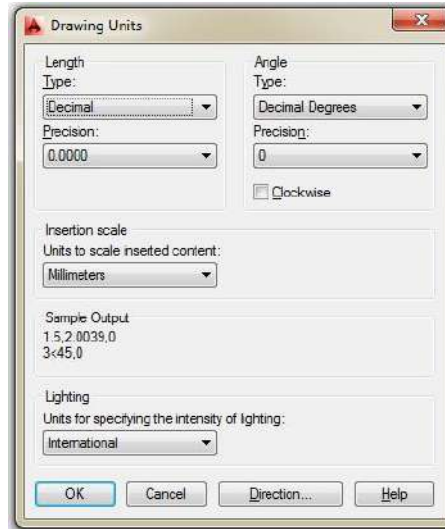 Drawing Units
Length
Type:
Decimal
Precision:
0.0000
Angle
Type:
Decimal Degrees
Precision:
0
Clockwise
Insertion scale
Units to scale inserted content:
Millimeters
Sample Output
1.5,2.0039,0
3<45,0
Lighting
Units for specifying the intensity of lighting:
International
OK Cancel Direction... Help